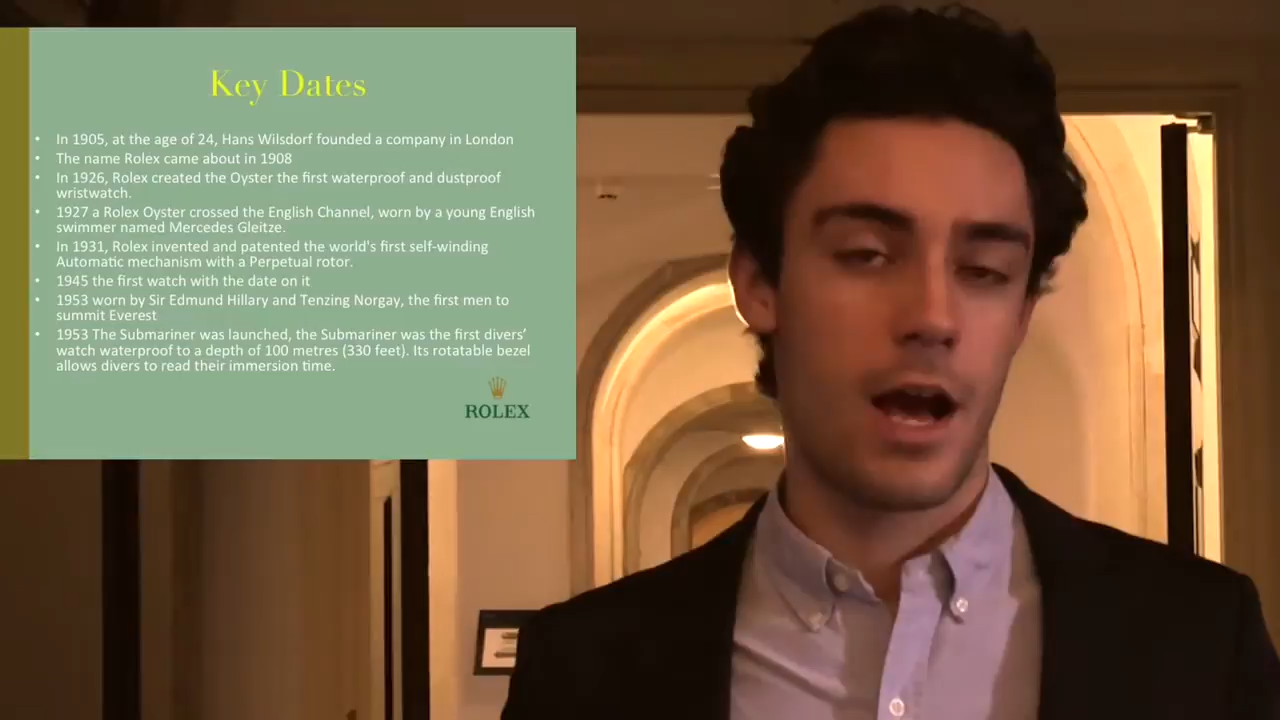 Key Dates
• In 1905, at the age of 24, Hans Wilsdorf founded a company in London
• The name Rolex came about in 1908
• In 1926, Rolex created the Oyster the first waterproof and dustproof
wristwatch.
• 1927 a Rolex Oyster crossed the English Channel, worn by a young English
swimmer named Mercedes Gleitze.
• In 1931, Rolex invented and patented the world's first self-winding
Automatic mechanism with a Perpetual rotor.
• 1945 the first watch with the date on it
• 1953 worn by Sir Edmund Hillary and Tenzing Norgay, the first men to
summit Everest
• 1953 The Submariner was launched, the Submariner was the first divers’
watch waterproof to a depth of 100 metres (330 feet). Its rotatable bezel
allows divers to read their immersion time.
ROLEX